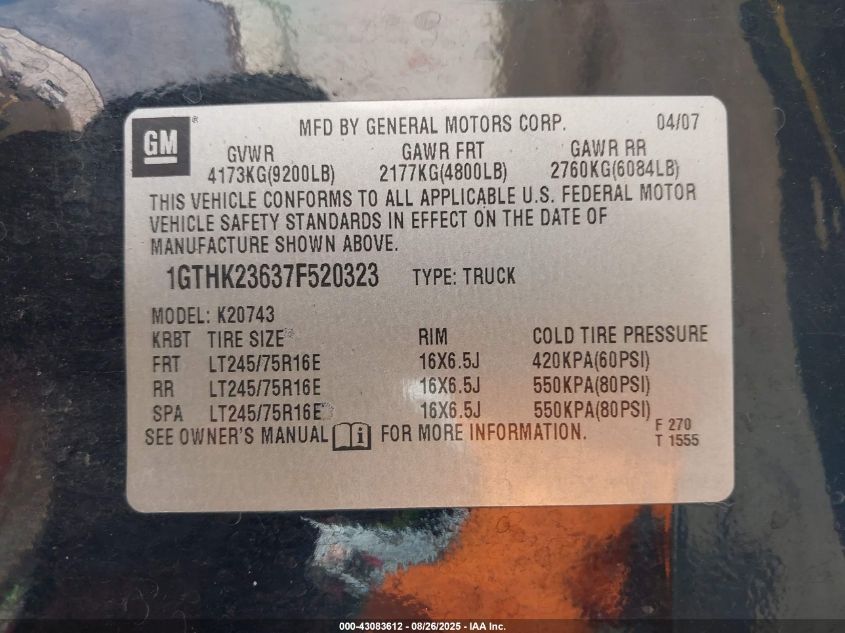 GM ® MFD BY GENERAL MOTORS CORP. 04/07
GVWR GAWR FRT GAWR RR
4173KG(9200LB) 2177KG(4800LB) 2760KG(6084LB)
THIS VEHICLE CONFORMS TO ALL APPLICABLE U.S. FEDERAL MOTOR
VEHICLE SAFETY STANDARDS IN EFFECT ON THE DATE OF
MANUFACTURE SHOWN ABOVE.
1GTHK23637F520323 TYPE: TRUCK
MODEL: K20743
KRBT TIRE SIZE RIM COLD TIRE PRESSURE
FRT LT245/75R16E 16X6.5J 420KPA(60PSI)
RR LT245/75R16E 16X6.5J 550KPA(80PSI)
SPA LT245/75R16E 16X6.5J 550KPA(80PSI)
SEE OWNER'S MANUAL i FOR MORE INFORMATION. F 270
T 1555
000-43083612 - 08/26/2025 - IAA Inc.